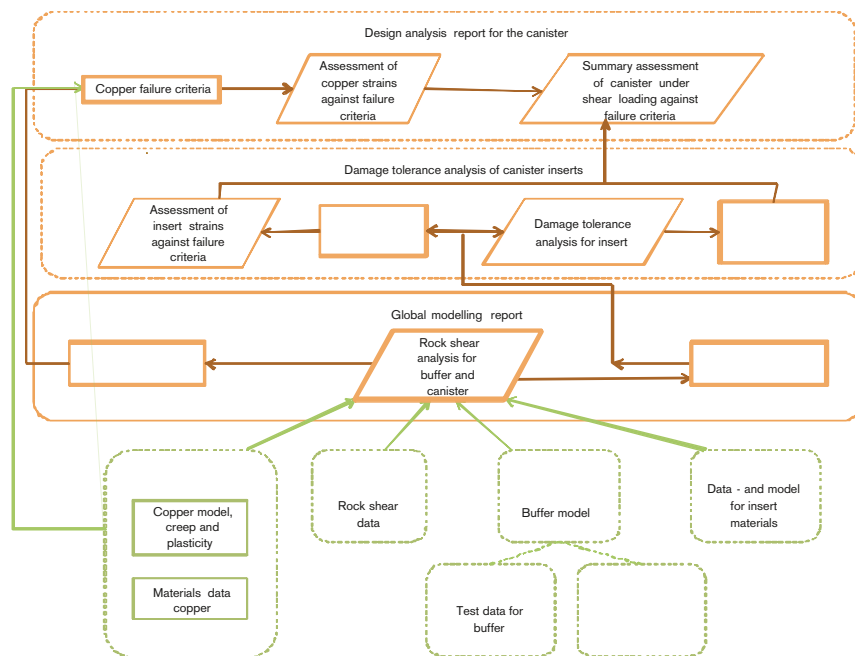 Design analysis report for the canister
Copper failure criteria
Assessment of
copper strains
against failure
criteria
Summary assessment
of canister under
shear loading against
failure criteria
Damage tolerance analysis of canister inserts
Assessment of
insert strains
against failure
criteria
Damage tolerance
analysis for insert
Global modelling report
Rock shear
analysis for
buffer and
canister
Copper model,
creep and
plasticity
Materials data
copper
Rock shear
data
Buffer model
Data - and model
for insert
materials
Test data for
buffer